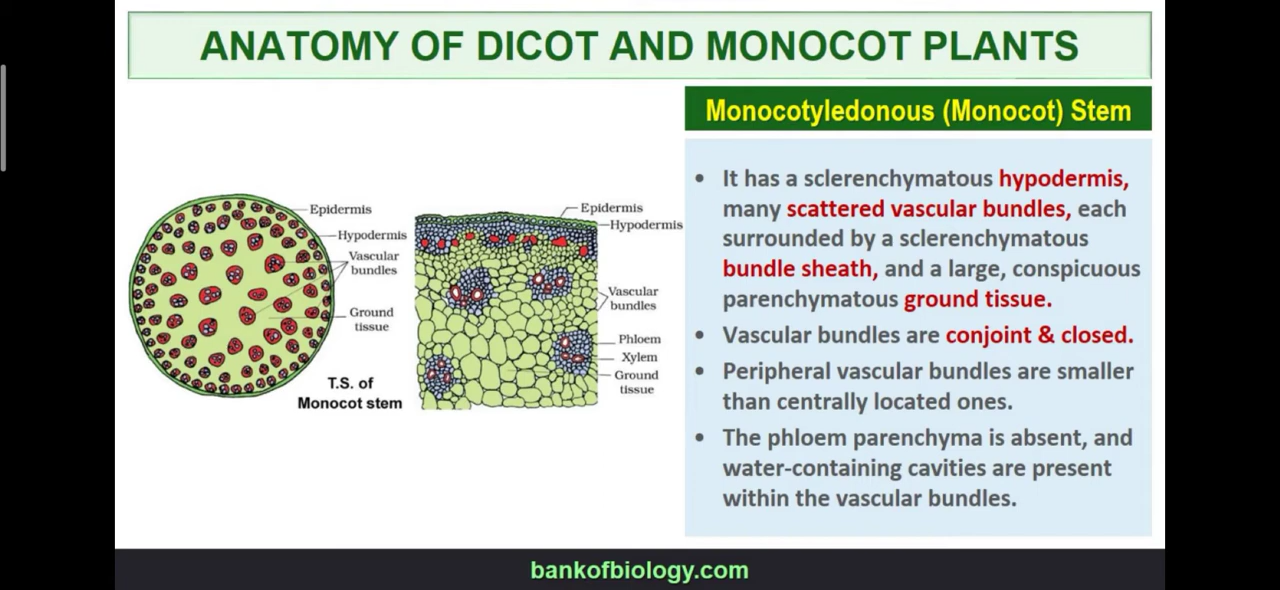 ANATOMY OF DICOT AND MONOCOT PLANTS
Monocotyledonous (Monocot) Stem
Epidermis
Hypodermis
Vascular
bundles
Ground
tissue
T.S. of
Monocot stem
Epidermis
Hypodermis
Vascular
bundles
Phloem
Xylem
Ground
tissue
• It has a sclerenchymatous hypodermis,
many scattered vascular bundles, each
surrounded by a sclerenchymatous
bundle sheath, and a large, conspicuous
parenchymatous ground tissue.
• Vascular bundles are conjoint & closed.
• Peripheral vascular bundles are smaller
than centrally located ones.
• The phloem parenchyma is absent, and
water-containing cavities are present
within the vascular bundles.
bankofbiology.com